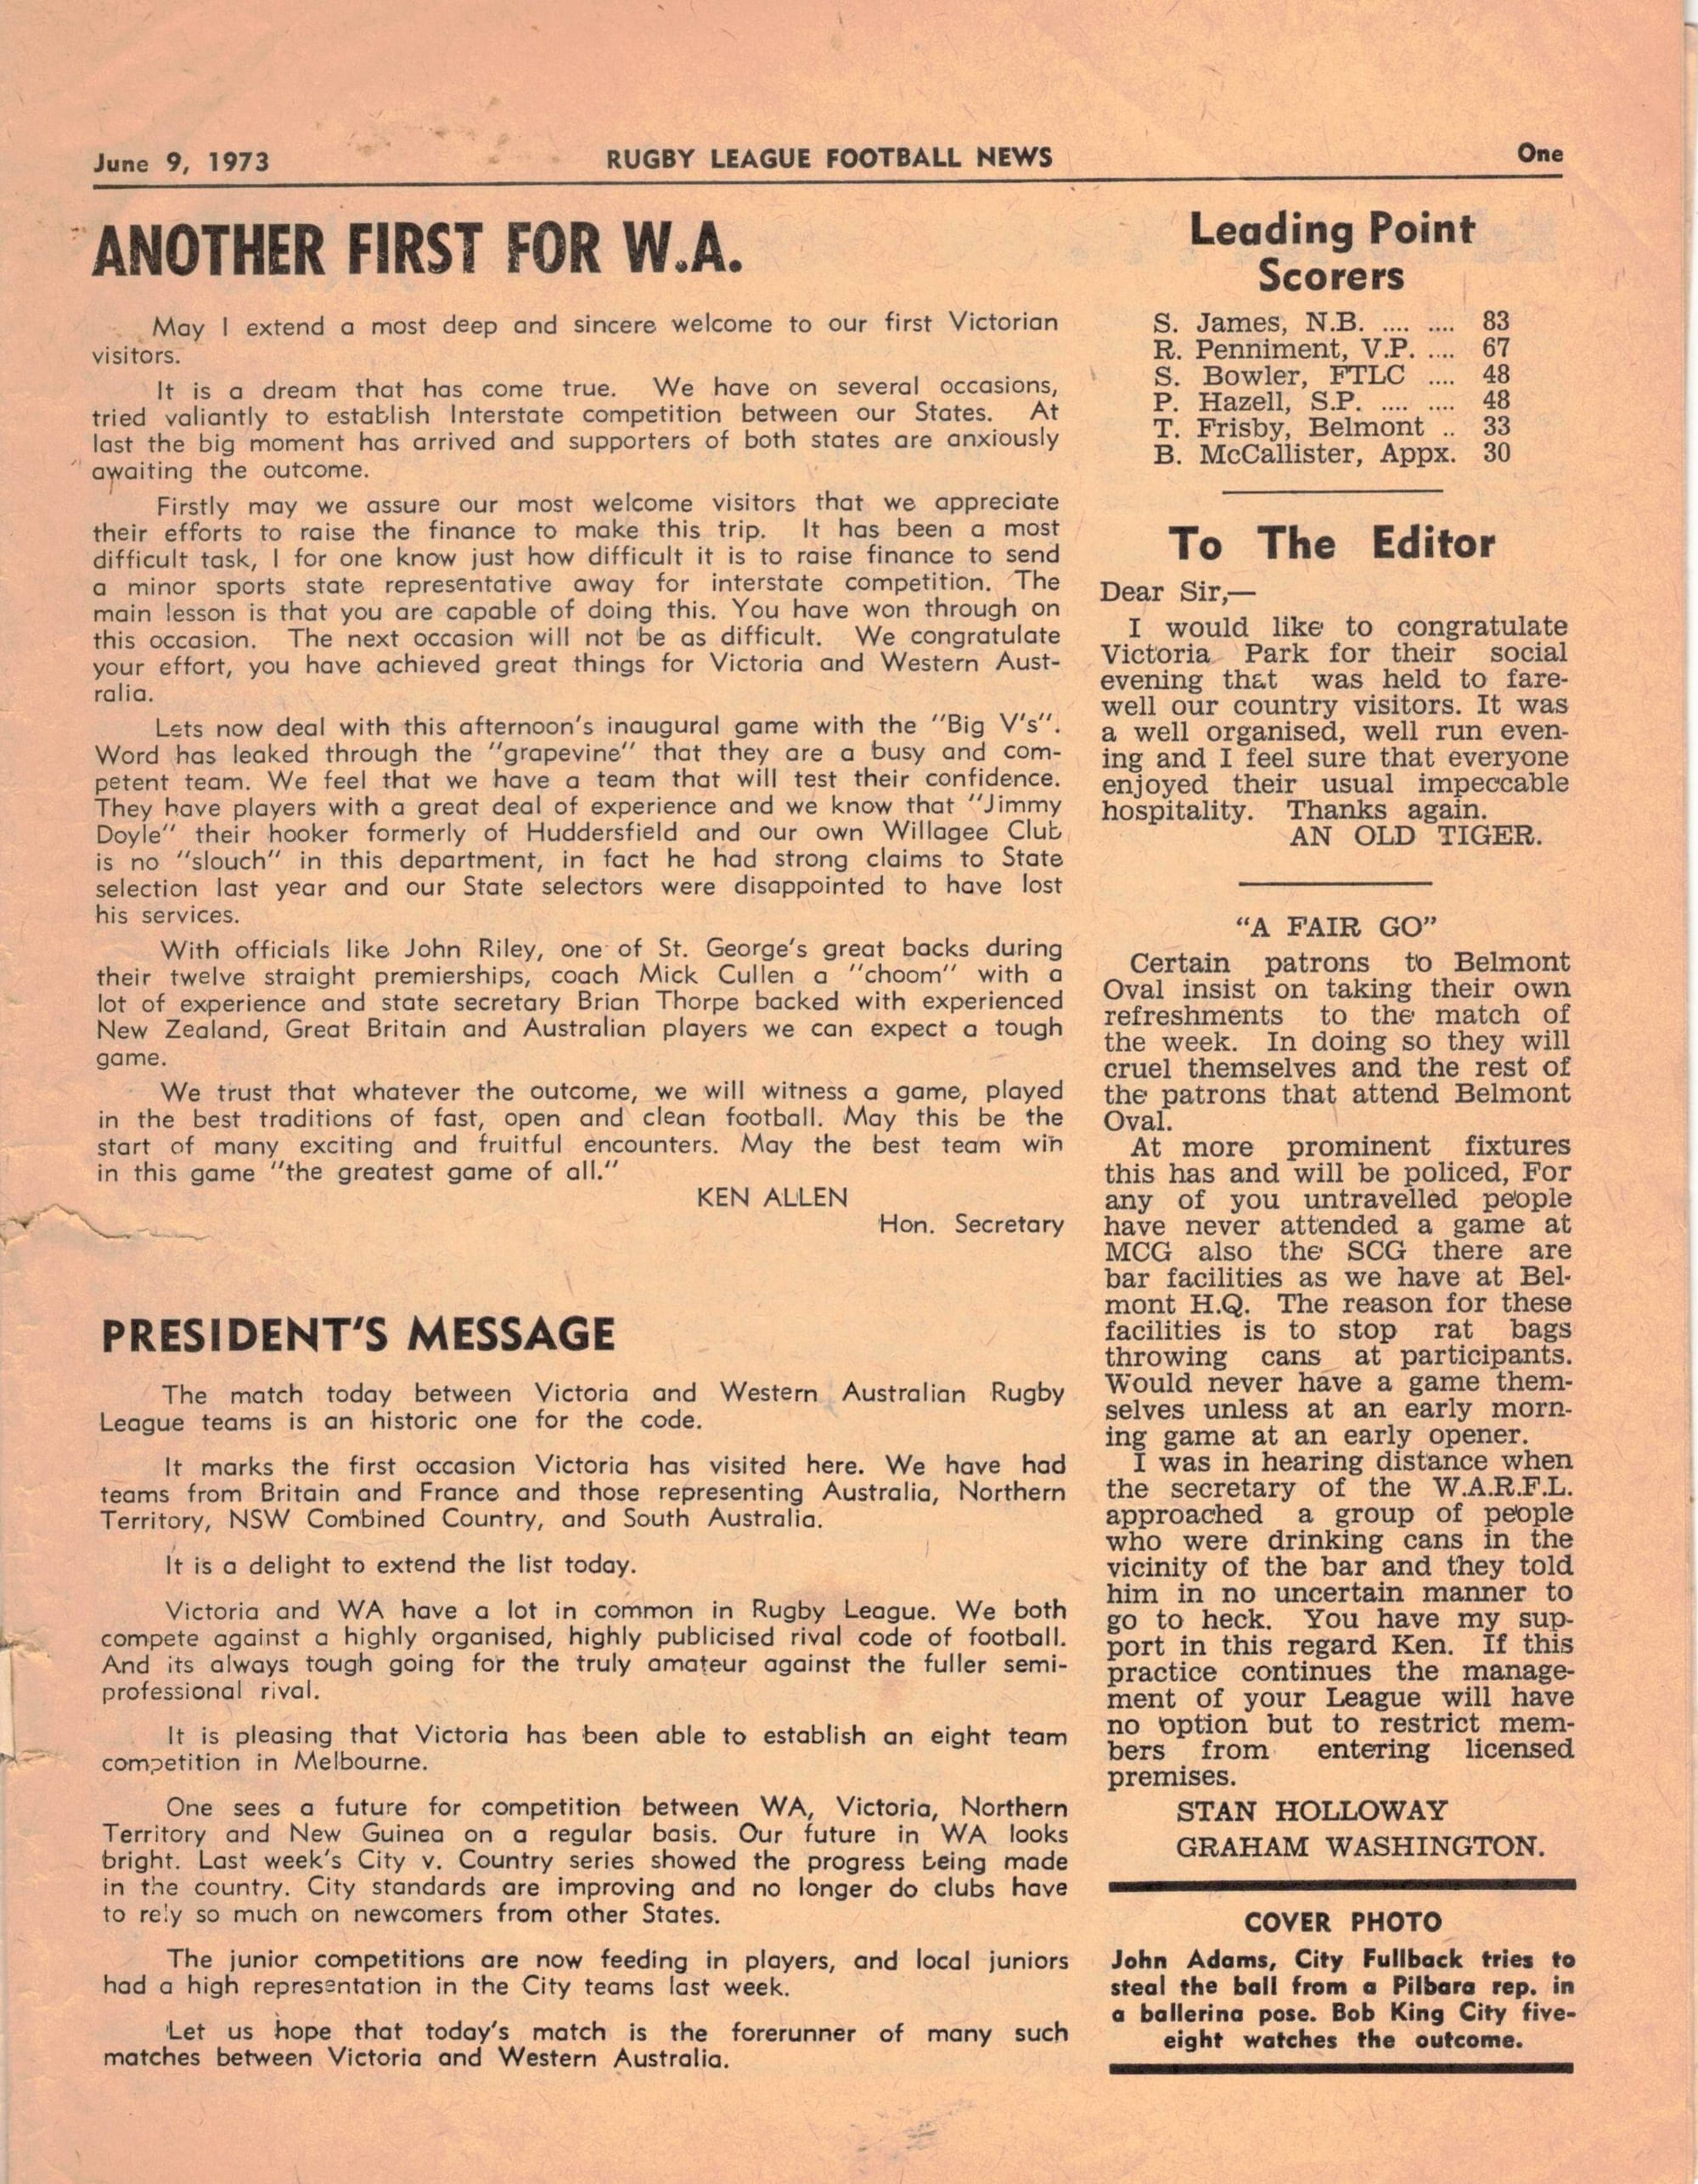 June 9, 1973
RUGBY LEAGUE FOOTBALL NEWS
One
ANOTHER FIRST FOR W.A.
May I extend a most deep and sincere welcome to our first Victorian
visitors.
It is a dream that has come true. We have on several occasions,
tried valiantly to establish Interstate competition between our States. At
last the big moment has arrived and supporters of both states are anxiously
awaiting the outcome.
Firstly may we assure our most welcome visitors that we appreciate
their efforts to raise the finance to make this trip. It has been a most
difficult task, I for one know just how difficult it is to raise finance to send
a minor sports state representative away for interstate competition. The
main lesson is that you are capable of doing this. You have won through on
this occasion. The next occasion will not be as difficult. We congratulate
your effort, you have achieved great things for Victoria and Western Aust-
ralia.
Lets now deal with this afternoon's inaugural game with the "Big V's".
Word has leaked through the "grapevine" that they are a busy and com-
petent team. We feel that we have a team that will test their confidence.
They have players with a great deal of experience and we know that "Jimmy
Doyle" their hooker formerly of Huddersfield and our own Willagee Club
is no "slouch" in this department, in fact he had strong claims to State
selection last year and our State selectors were disappointed to have lost
his services.
With officials like John Riley, one of St. George's great backs during
their twelve straight premierships, coach Mick Cullen a "choom" with a
lot of experience and state secretary Brian Thorpe backed with experienced
New Zealand, Great Britain and Australian players we can expect a tough
game.
We trust that whatever the outcome, we will witness a game, played
in the best traditions of fast, open and clean football. May this be the
start of many exciting and fruitful encounters. May the best team win
in this game "the greatest game of all."
KEN ALLEN
Hon. Secretary
PRESIDENT'S MESSAGE
The match today between Victoria and Western Australian Rugby
League teams is an historic one for the code.
It marks the first occasion Victoria has visited here. We have had
teams from Britain and France and those representing Australia, Northern
Territory, NSW Combined Country, and South Australia.
It is a delight to extend the list today.
Victoria and WA have a lot in common in Rugby League. We both
compete against a highly organised, highly publicised rival code of football.
And its always tough going for the truly amateur against the fuller semi-
professional rival.
It is pleasing that Victoria has been able to establish an eight team
competition in Melbourne.
One sees a future for competition between WA, Victoria, Northern
Territory and New Guinea on a regular basis. Our future in WA looks
bright. Last week's City v. Country series showed the progress being made
in the country. City standards are improving and no longer do clubs have
to rely so much on newcomers from other States.
The junior competitions are now feeding in players, and local juniors
had a high representation in the City teams last week.
Let us hope that today's match is the forerunner of many such
matches between Victoria and Western Australia.
Leading Point
Scorers
S. James, N.B. .... .... 83
R. Penniment, V.P. .... 67
S. Bowler, FTLC .... 48
P. Hazell, S.P. .... .... 48
T. Frisby, Belmont .. 33
B. McCallister, Appx. 30
To The Editor
Dear Sir,—
I would like to congratulate
Victoria Park for their social
evening that was held to fare-
well our country visitors. It was
a well organised, well run even-
ing and I feel sure that everyone
enjoyed their usual impeccable
hospitality. Thanks again.
AN OLD TIGER.
"A FAIR GO"
Certain patrons to Belmont
Oval insist on taking their own
refreshments to the match of
the week. In doing so they will
cruel themselves and the rest of
the patrons that attend Belmont
Oval.
At more prominent fixtures
this has and will be policed, For
any of you untravelled people
have never attended a game at
MCG also the SCG there are
bar facilities as we have at Bel-
mont H.Q. The reason for these
facilities is to stop rat bags
throwing cans at participants.
Would never have a game them-
selves unless at an early morn-
ing game at an early opener.
I was in hearing distance when
the secretary of the W.A.R.F.L.
approached a group of people
who were drinking cans in the
vicinity of the bar and they told
him in no uncertain manner to
go to heck. You have my sup-
port in this regard Ken. If this
practice continues the manage-
ment of your League will have
no option but to restrict mem-
bers from entering licensed
premises.
STAN HOLLOWAY
GRAHAM WASHINGTON.
COVER PHOTO
John Adams, City Fullback tries to
steal the ball from a Pilbara rep. in
a ballerina pose. Bob King City five-
eight watches the outcome.